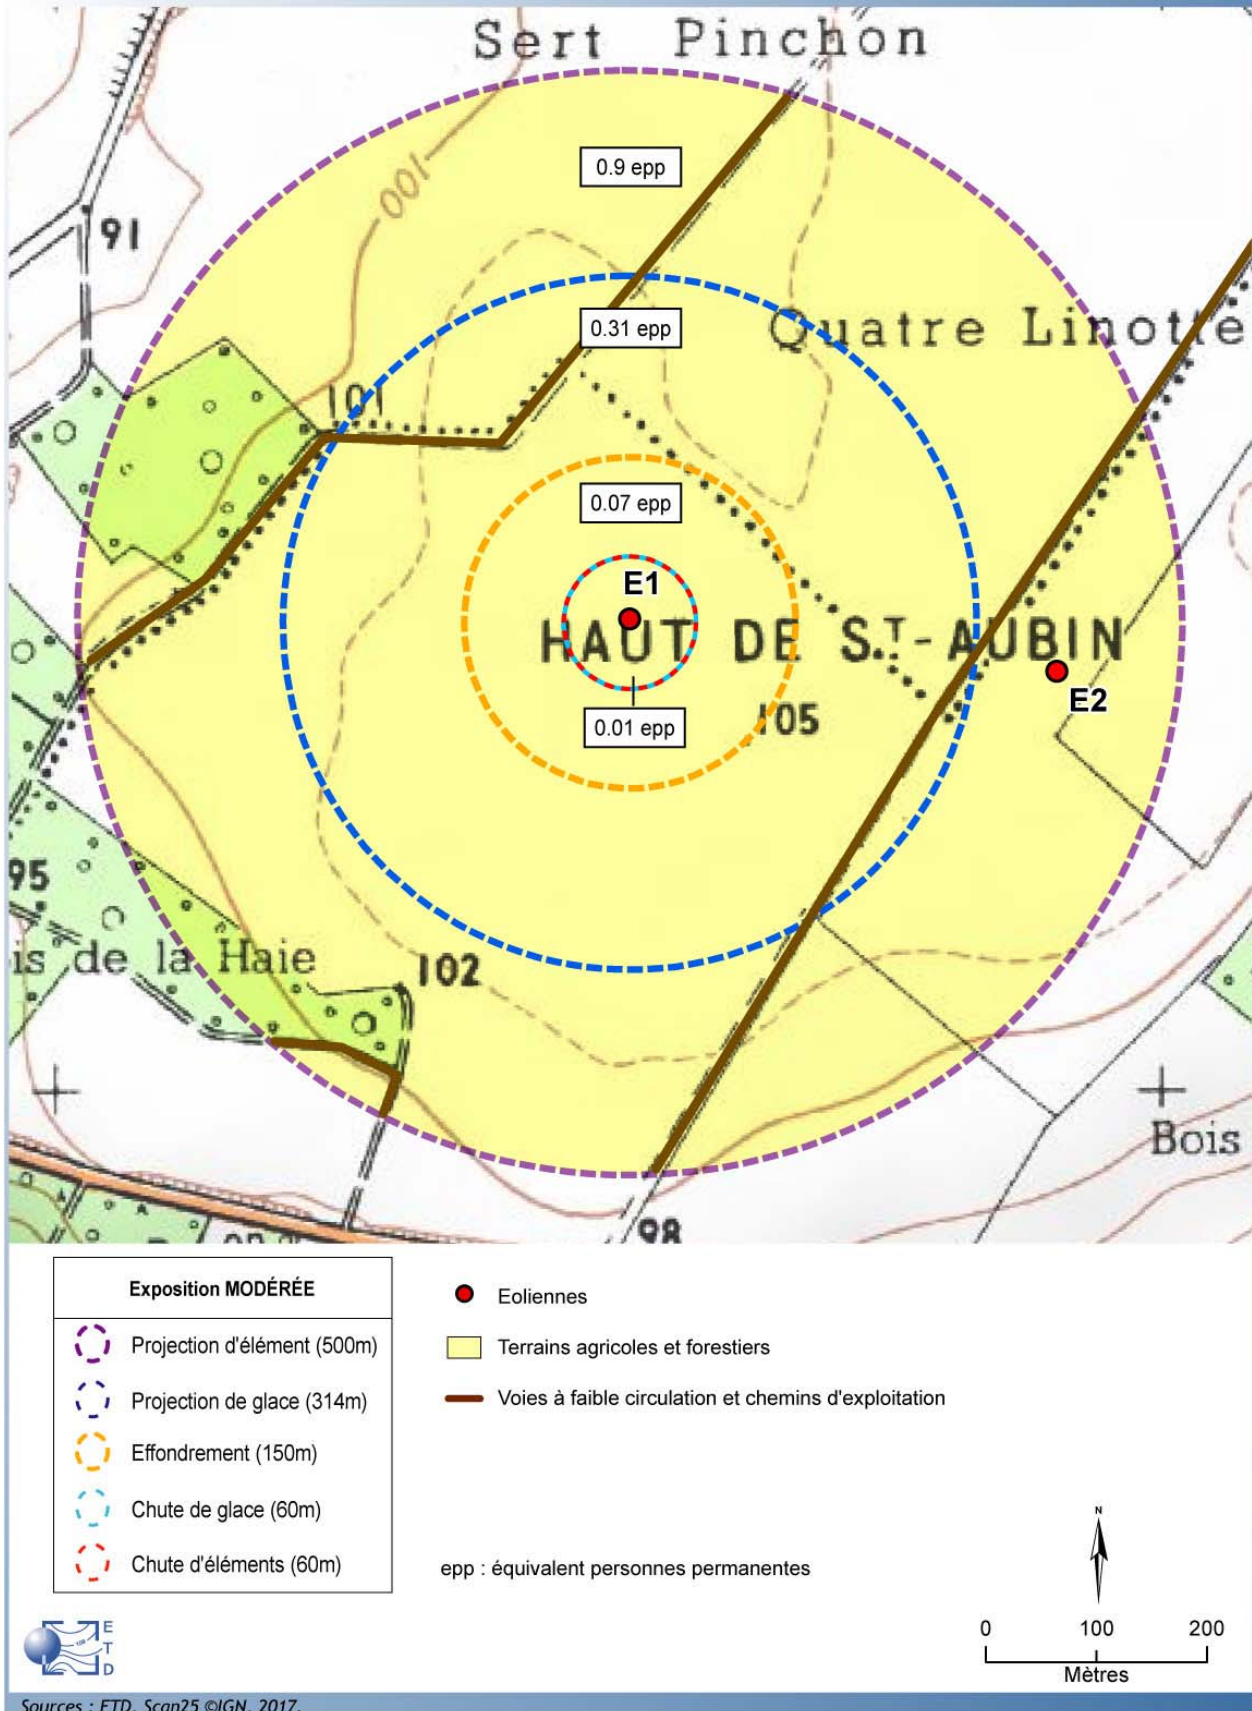 Sert Pinchon
0.9 epp
100
91
0.31 epp
Quatre Linotte
101
0.07 epp
E1
HAUT DE ST-AUBIN
E2
0.01 epp
105
95
is de la Haie
102
Bois
98
Exposition MODÉRÉE
Projection d'élément (500m)
Projection de glace (314m)
Effondrement (150m)
Chute de glace (60m)
Chute d'éléments (60m)
Eoliennes
Terrains agricoles et forestiers
Voies à faible circulation et chemins d'exploitation
epp : équivalent personnes permanentes
N
0 100 200
Mètres
E
T
D
Sources : ETD, Scan25 ©IGN, 2017.